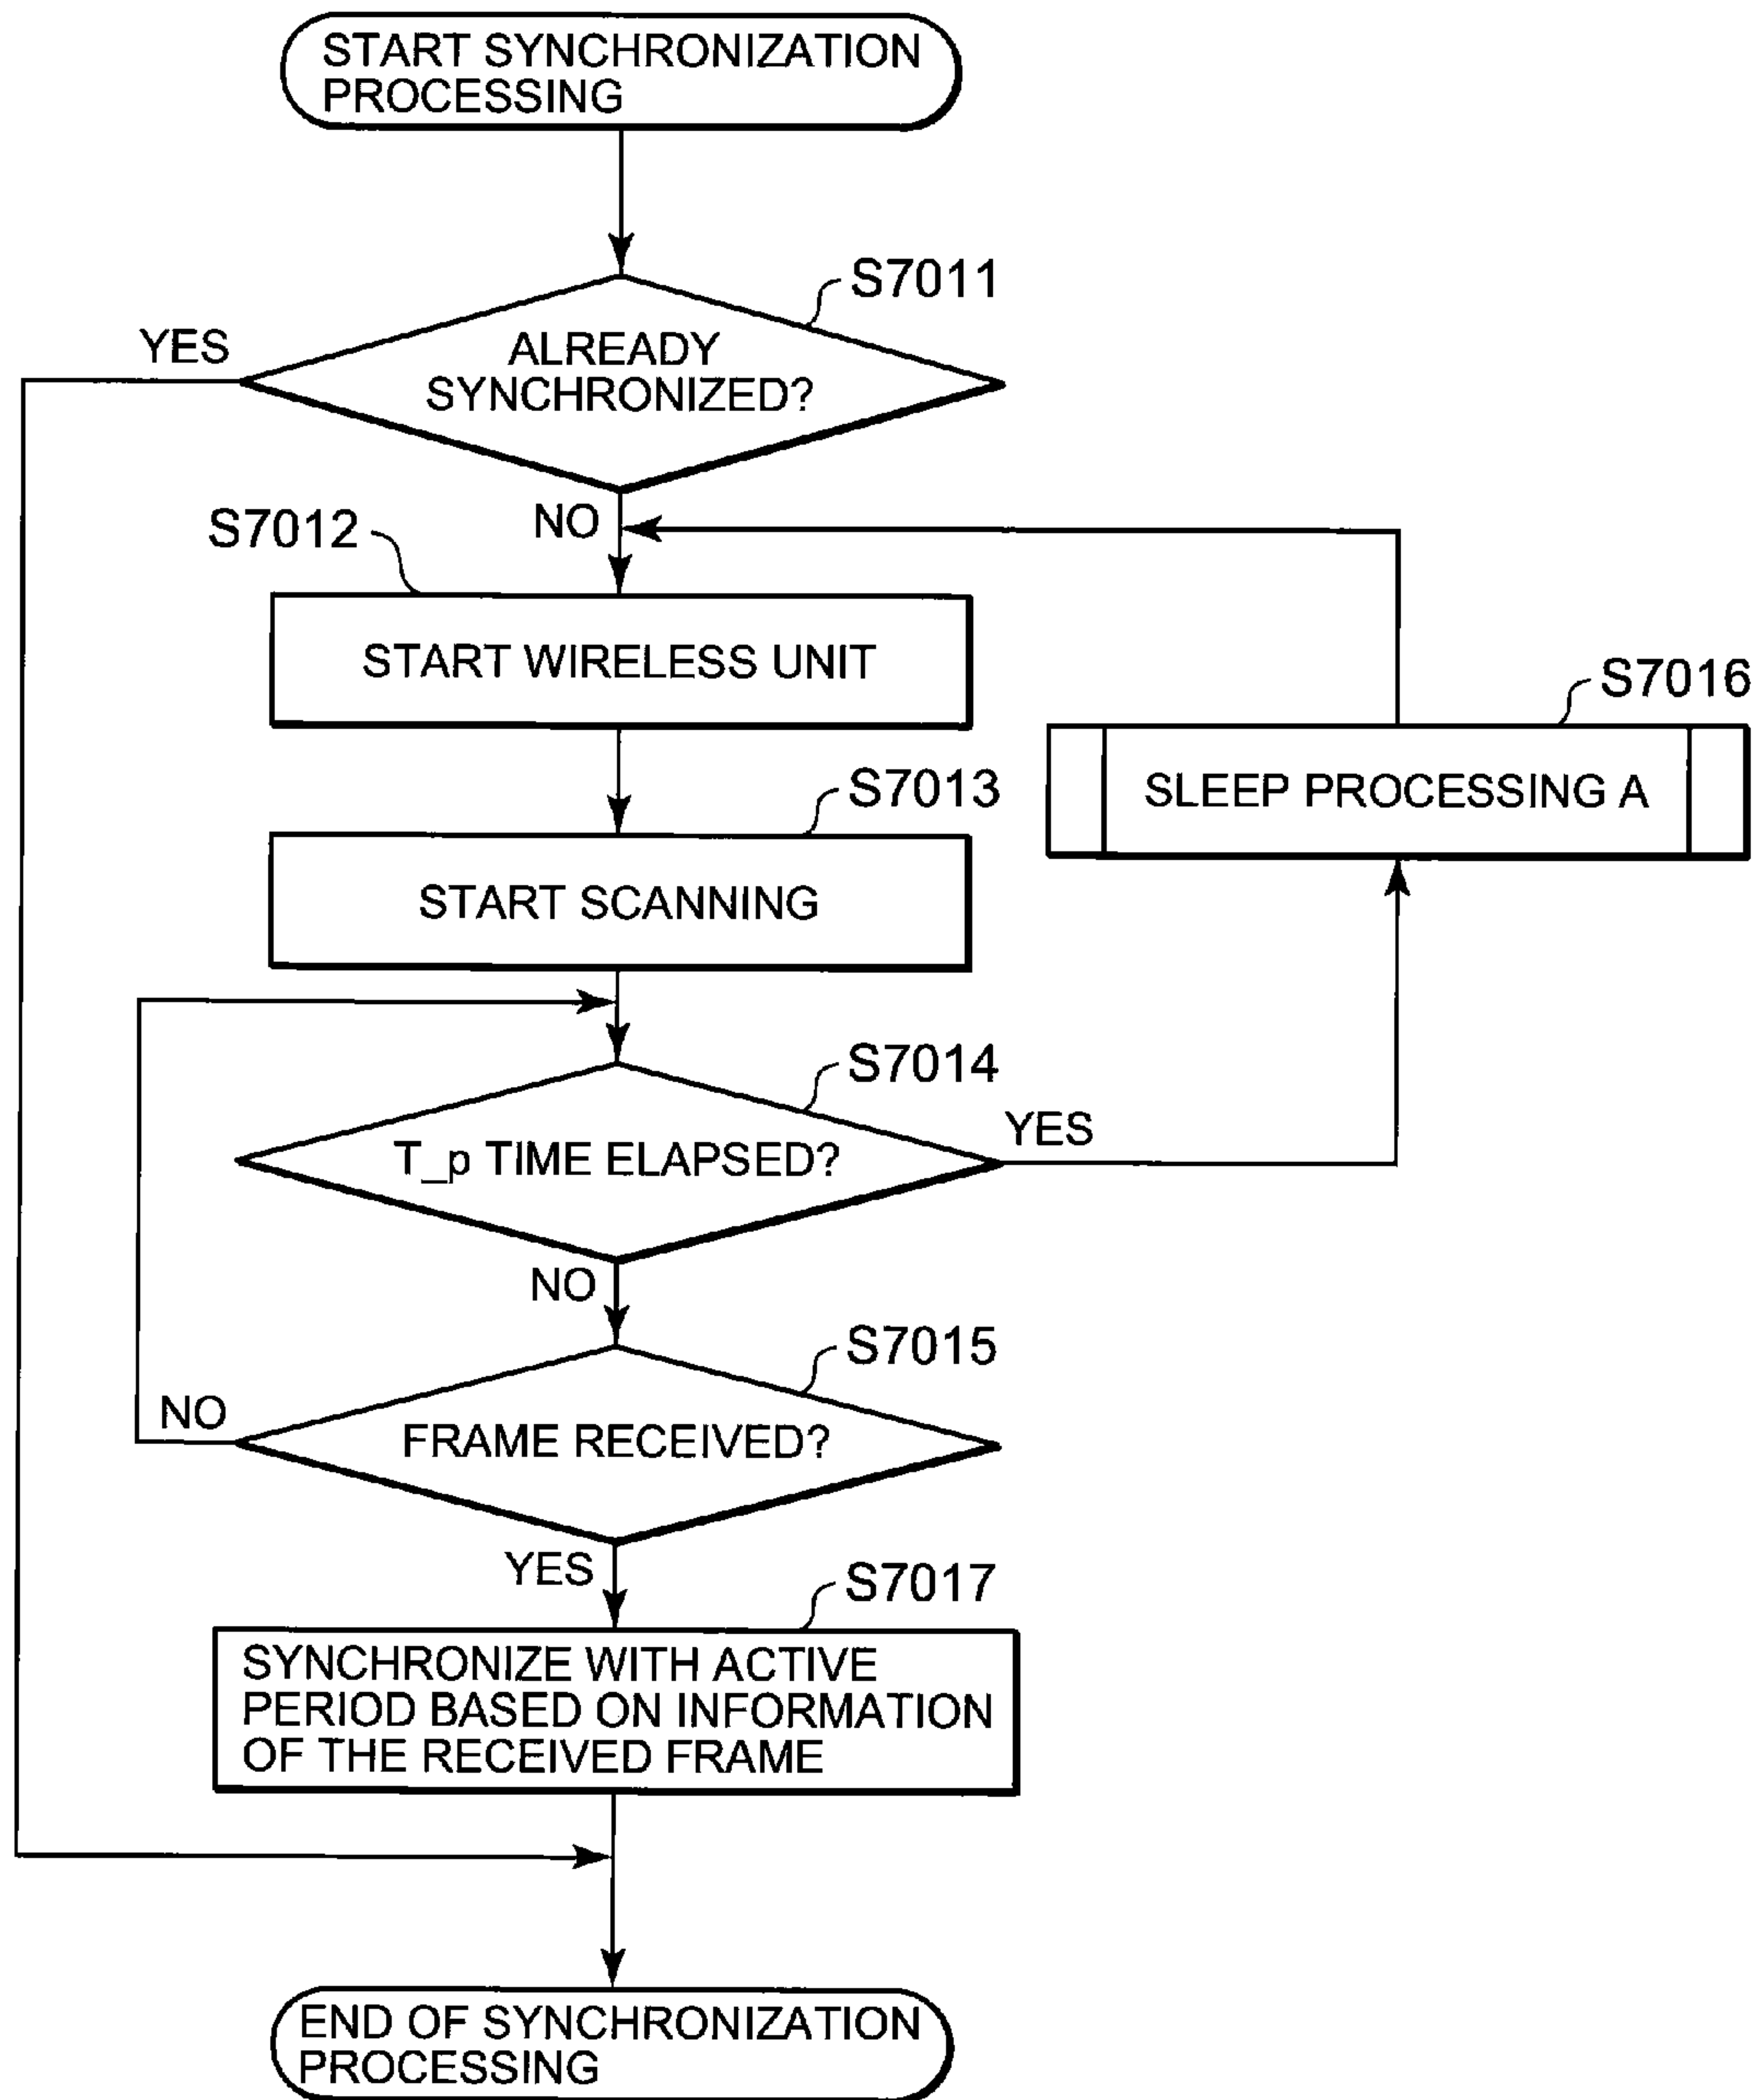 START SYNCHRONIZATION
PROCESSING
S7011
YES
ALREADY
SYNCHRONIZED?
S7012
NO
START WIRELESS UNIT
S7016
S7013
SLEEP PROCESSING A
START SCANNING
S7014
YES
T_p TIME ELAPSED?
NO
S7015
NO
FRAME RECEIVED?
YES
S7017
SYNCHRONIZE WITH ACTIVE
PERIOD BASED ON INFORMATION
OF THE RECEIVED FRAME
END OF SYNCHRONIZATION
PROCESSING